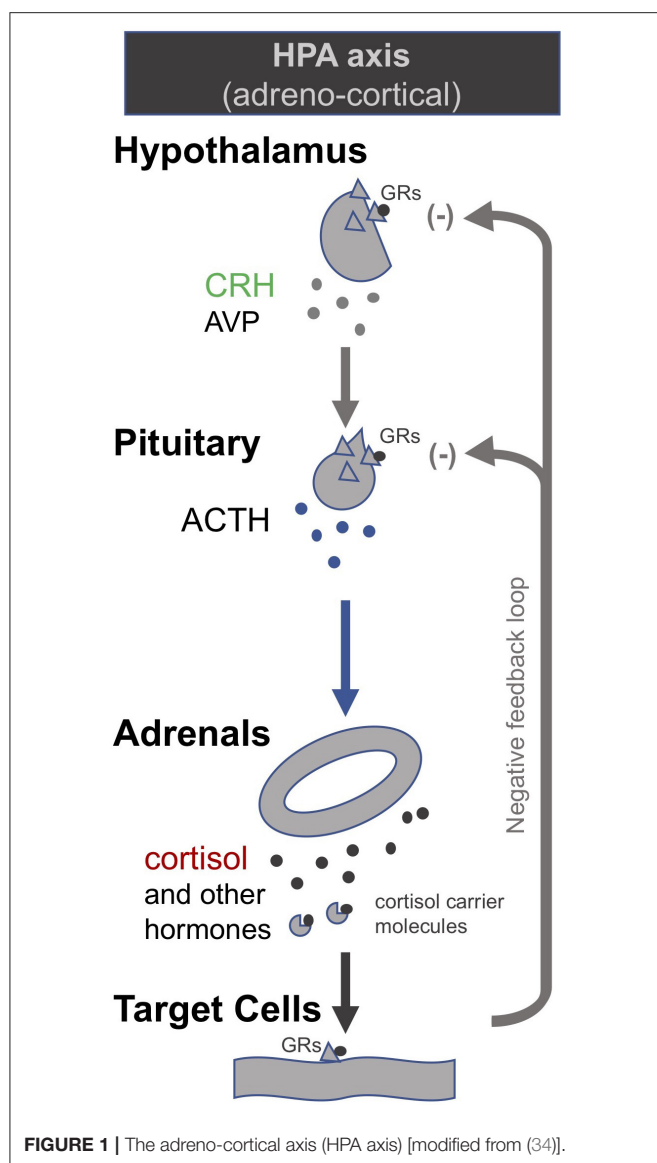 HPA axis
(adreno-cortical)
Hypothalamus
GRs
(-)
CRH
AVP
Pituitary
GRs
(-)
ACTH
Negative feedback loop
Adrenals
cortisol
and other
hormones
cortisol carrier
molecules
Target Cells
GRs
FIGURE 1 | The adreno-cortical axis (HPA axis) [modified from (34)].